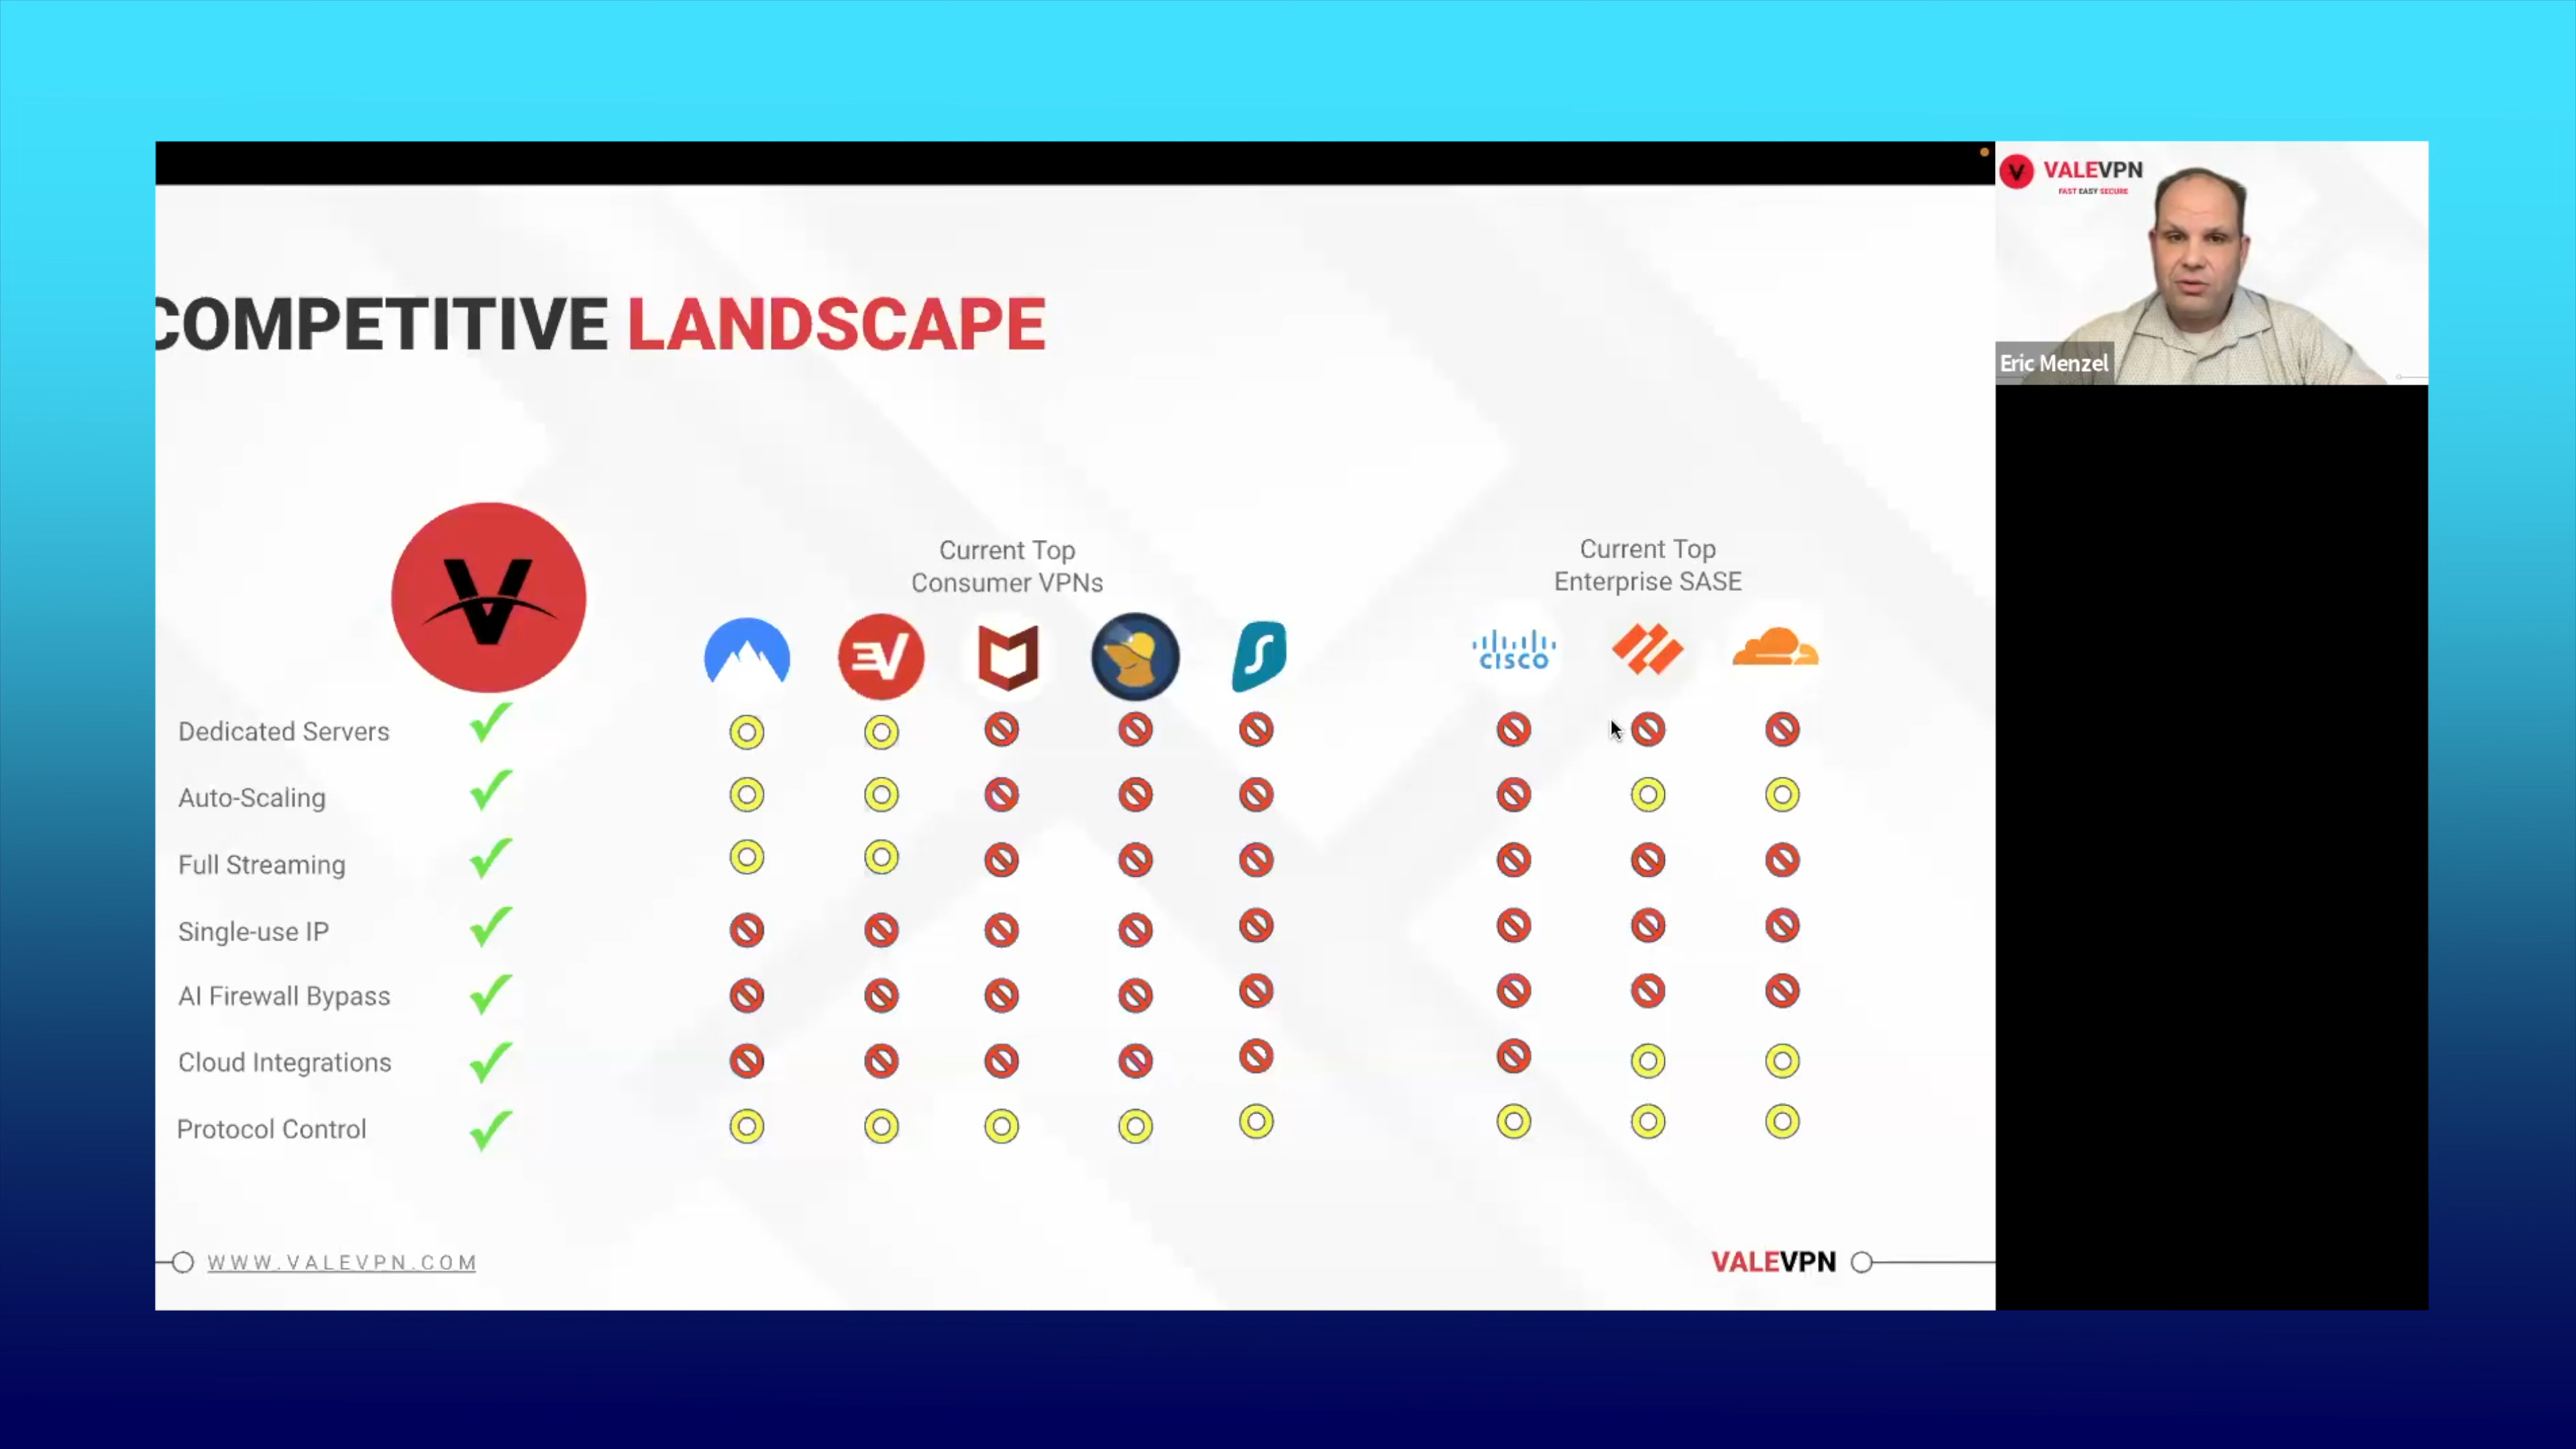 VALEVPN
FAST EASY SECURE
Eric Menzel
COMPETITIVE LANDSCAPE
Current Top
Consumer VPNs
Current Top
Enterprise SASE
CISCO
Dedicated Servers
Auto-Scaling
Full Streaming
Single-use IP
AI Firewall Bypass
Cloud Integrations
Protocol Control
WWW.VALEVPN.COM
VALEVPN